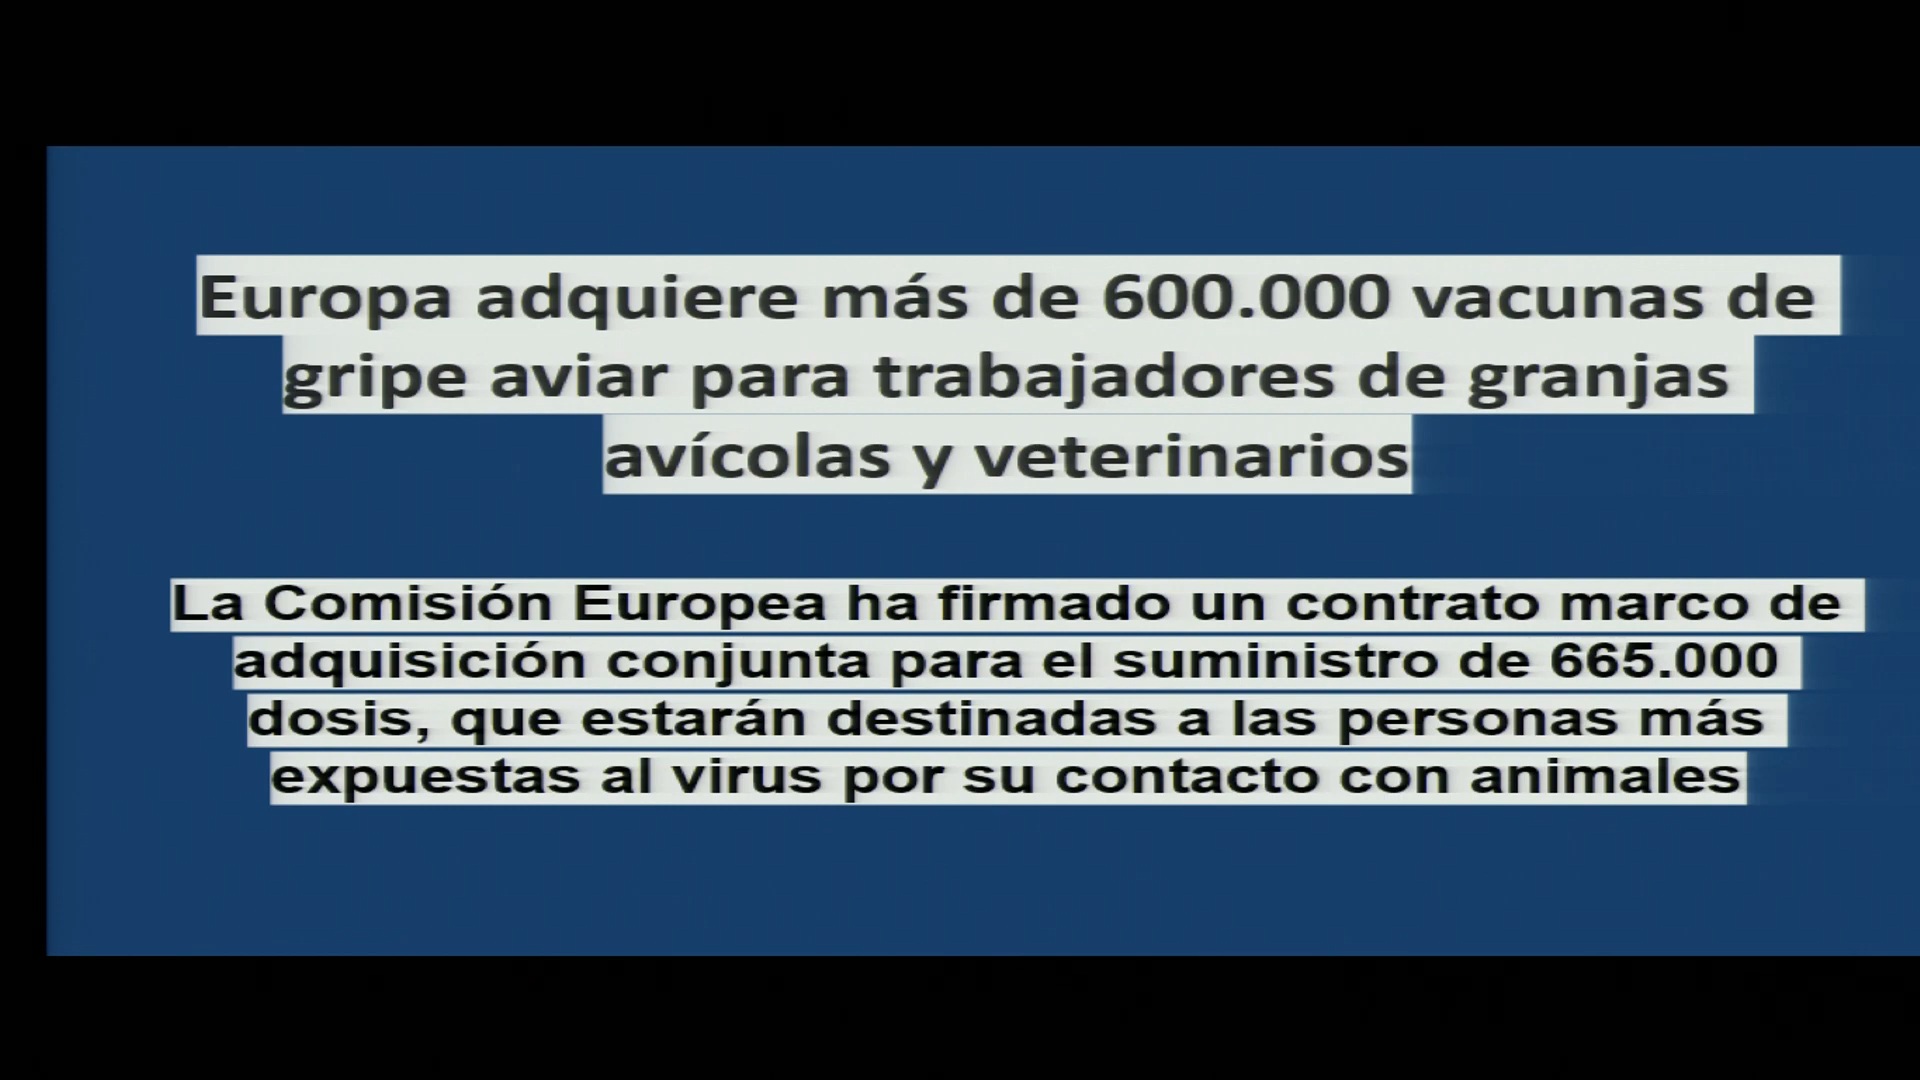 Europa adquiere más de 600.000 vacunas de
gripe aviar para trabajadores de granjas
avícolas y veterinarios
La Comisión Europea ha firmado un contrato marco de
adquisición conjunta para el suministro de 665.000
dosis, que estarán destinadas a las personas más
expuestas al virus por su contacto con animales